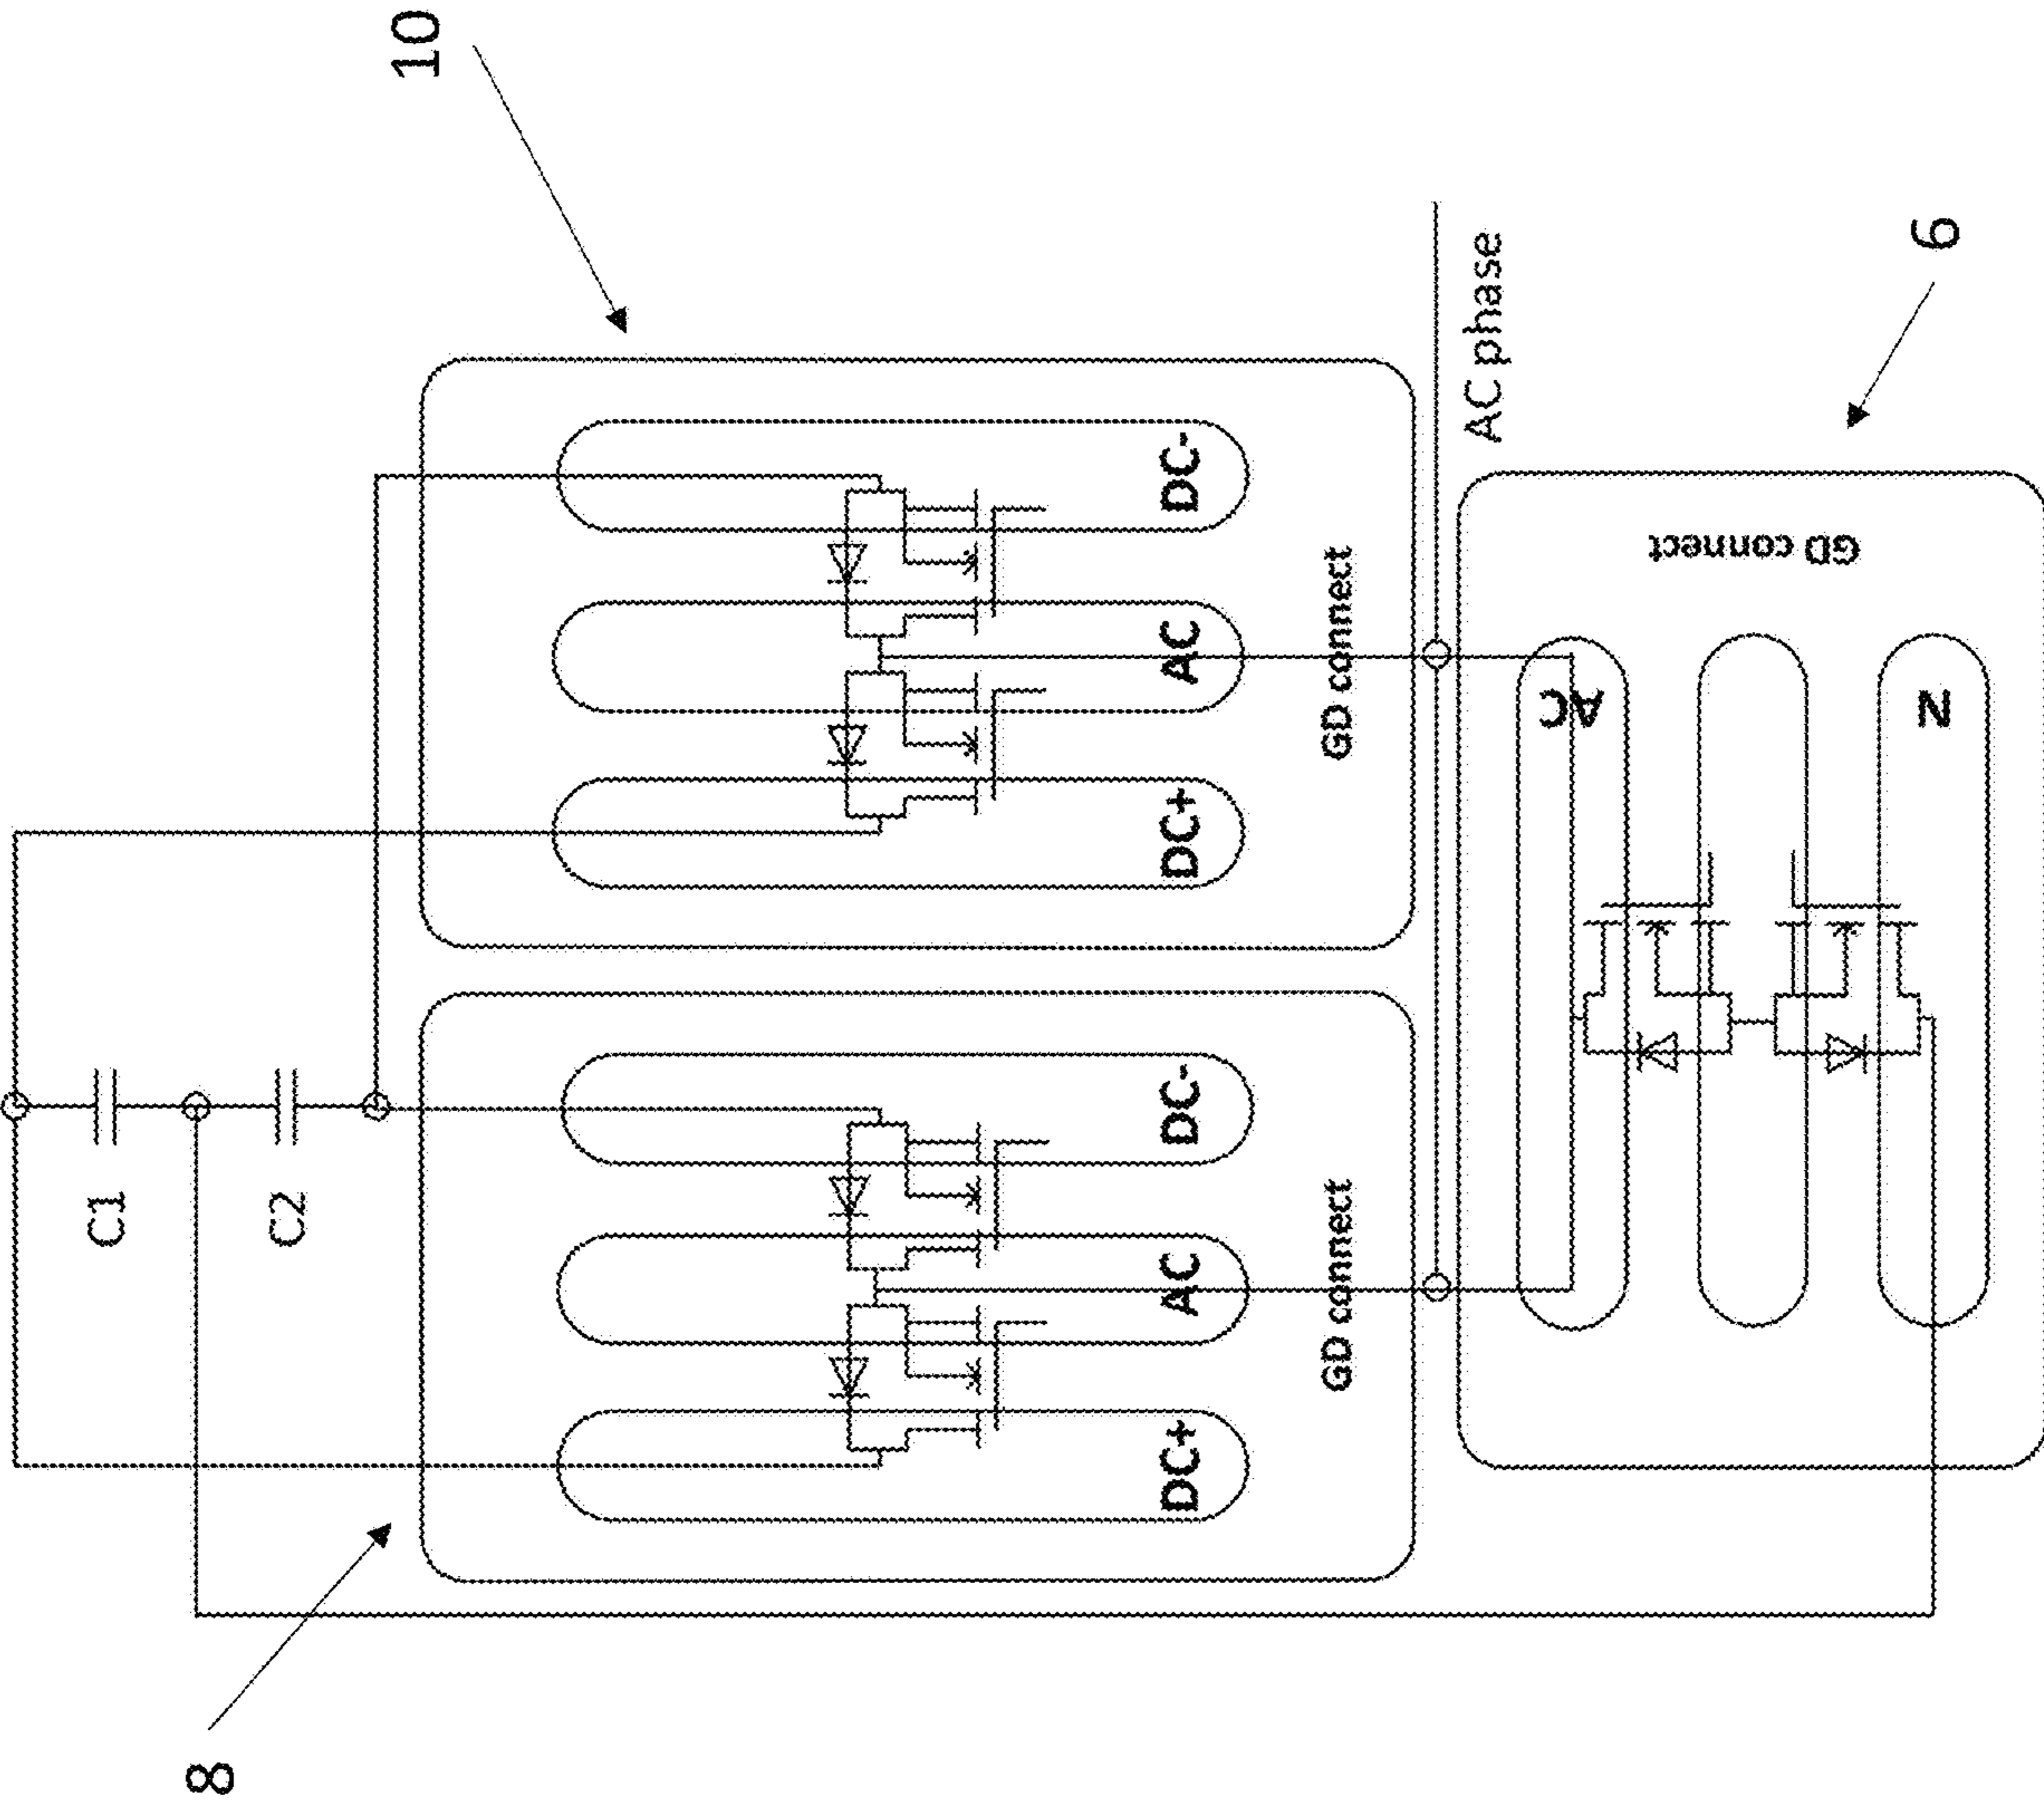 8
10
C1
C2
DC+
AC
DC-
GD connect
DC+
AC
DC-
GD connect
AC phase
6
AC
N
GD connect